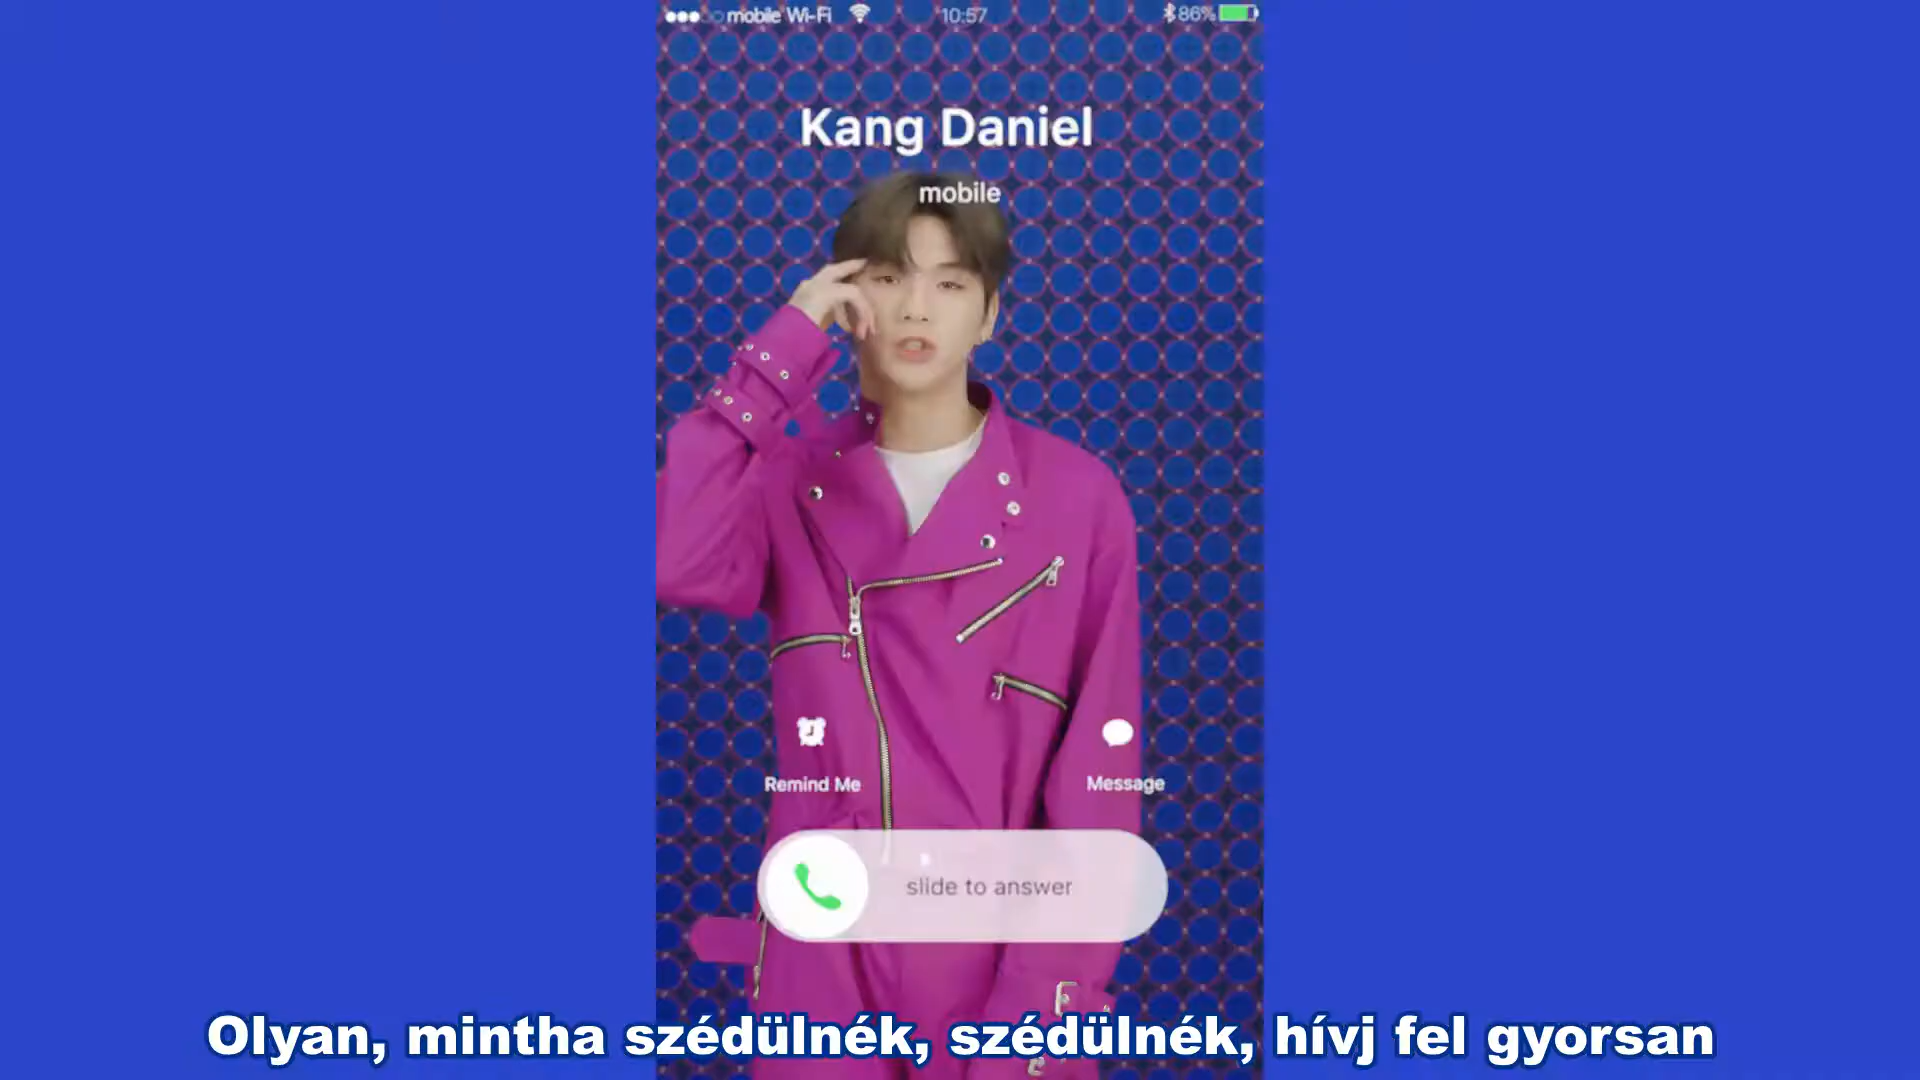 mobile Wi-Fi 10:57 86%
Kang Daniel
mobile
Remind Me Message
slide to answer
Olyan, mintha szédülnék, szédülnék, hívj fel gyorsan